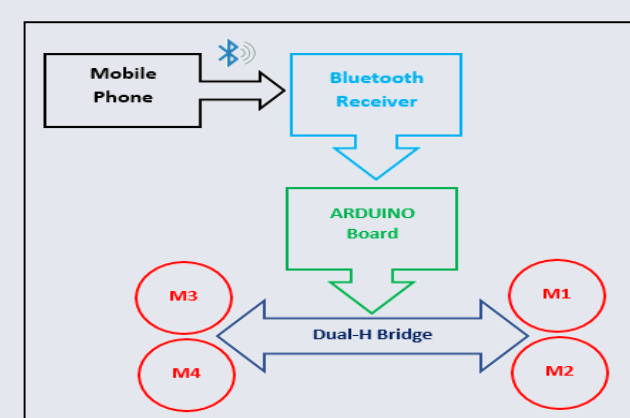 Mobile
Phone
Bluetooth
Receiver
ARDUINO
Board
M3
M1
Dual-H Bridge
M4
M2